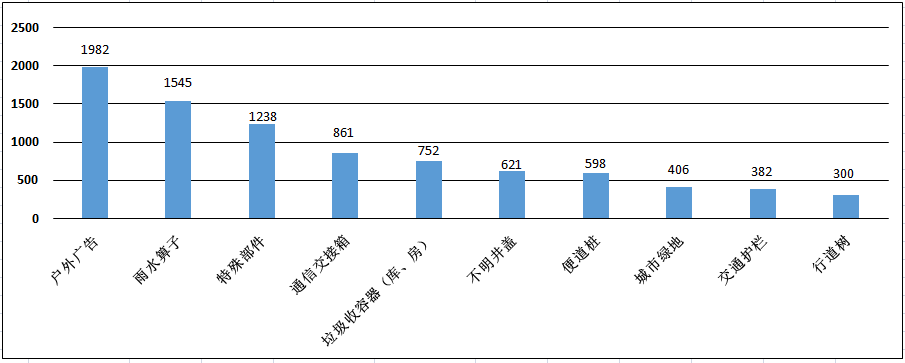 2500
2000
1500
1000
500
0
1982
1545
1238
861
752
621
598
406
382
300
户外广告
雨水箅子
特殊部件
通信交接箱
垃圾收容器（库、房）
不明井盖
便道桩
城市绿地
交通护栏
行道树